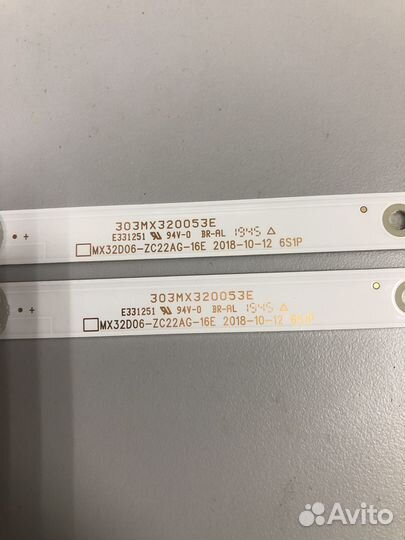 303MX320053E
E331251 94V-0 BR-AL 1945
MX32D06-ZC22AG-16E 2018-10-12 6S1P
303MX320053E
E331251 94V-0 BR-AL 1945
MX32D06-ZC22AG-16E 2018-10-12 6S1P
Avito